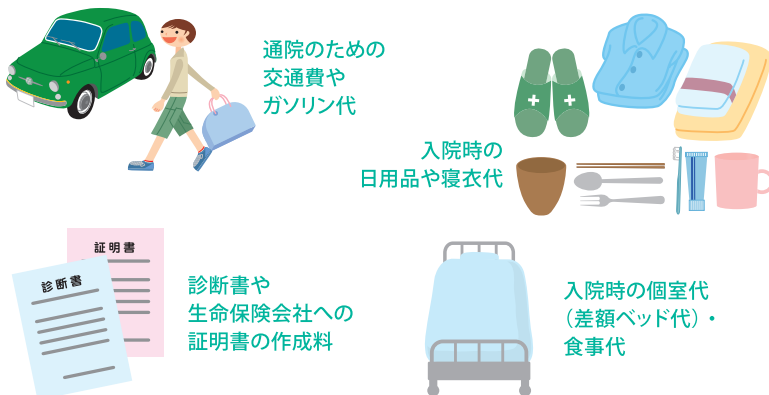 通院のための
交通費や
ガソリン代
入院時の
日用品や寝衣代
証明書
診断書
診断書や
生命保険会社への
証明書の作成料
入院時の個室代
（差額ベッド代）・
食事代